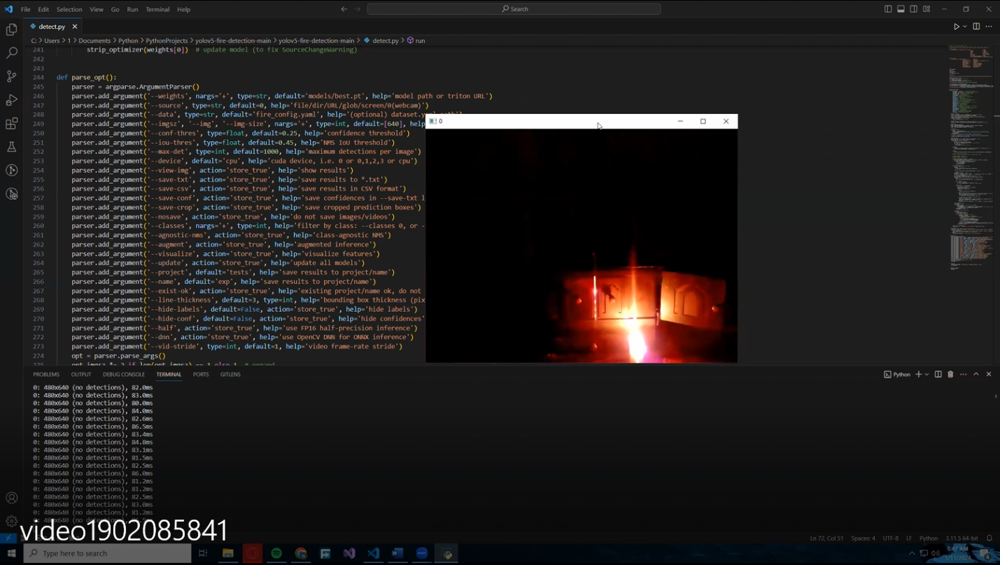 File Edit Selection View Go Run Terminal Help
Search
detect.py
C: > Users > 1 > Documents > Python > PythonProjects > yolov5-fire-detection-main > yolov5-fire-detection-main > detect.py > run
241 strip_optimizer(weights[0]) # update model (to fix SourceChangeWarning)
242
243
244 def parse_opt():
245 parser = argparse.ArgumentParser()
246 parser.add_argument('--weights', nargs='+', type=str, default='models/best.pt', help='model path or triton URL')
247 parser.add_argument('--source', type=str, default=0, help='file/dir/URL/glob/screen/0(webcam)')
248 parser.add_argument('--data', type=str, default='fire_config.yaml', help='(optional) dataset.yaml path')
249 parser.add_argument('--imgsz', '--img', '--img-size', nargs='+', type=int, default=[640], help
250 parser.add_argument('--conf-thres', type=float, default=0.25, help='confidence threshold')
251 parser.add_argument('--iou-thres', type=float, default=0.45, help='NMS IoU threshold')
252 parser.add_argument('--max-det', type=int, default=1000, help='maximum detections per image')
253 parser.add_argument('--device', default='cpu', help='cuda device, i.e. 0 or 0,1,2,3 or cpu')
254 parser.add_argument('--view-img', action='store_true', help='show results')
255 parser.add_argument('--save-txt', action='store_true', help='save results to *.txt')
256 parser.add_argument('--save-csv', action='store_true', help='save results in CSV format')
257 parser.add_argument('--save-conf', action='store_true', help='save confidences in --save-txt l
258 parser.add_argument('--save-crop', action='store_true', help='save cropped prediction boxes')
259 parser.add_argument('--nosave', action='store_true', help='do not save images/videos')
260 parser.add_argument('--classes', nargs='+', type=int, help='filter by class: --classes 0, or -
261 parser.add_argument('--agnostic-nms', action='store_true', help='class-agnostic NMS')
262 parser.add_argument('--augment', action='store_true', help='augmented inference')
263 parser.add_argument('--visualize', action='store_true', help='visualize features')
264 parser.add_argument('--update', action='store_true', help='update all models')
265 parser.add_argument('--project', default='tests', help='save results to project/name')
266 parser.add_argument('--name', default='exp', help='save results to project/name')
267 parser.add_argument('--exist-ok', action='store_true', help='existing project/name ok, do not
268 parser.add_argument('--line-thickness', default=3, type=int, help='bounding box thickness (pix
269 parser.add_argument('--hide-labels', default=False, action='store_true', help='hide labels')
270 parser.add_argument('--hide-conf', default=False, action='store_true', help='hide confidences'
271 parser.add_argument('--half', action='store_true', help='use FP16 half-precision inference')
272 parser.add_argument('--dnn', action='store_true', help='use OpenCV DNN for ONNX inference')
273 parser.add_argument('--vid-stride', type=int, default=1, help='video frame-rate stride')
274 opt = parser.parse_args()
275 opt.imgsz *= 2 if len(opt.imgsz) == 1 else 1 # expand
0
PROBLEMS OUTPUT DEBUG CONSOLE TERMINAL PORTS GITLENS
Python
0: 480x640 (no detections), 82.0ms
0: 480x640 (no detections), 83.0ms
0: 480x640 (no detections), 80.0ms
0: 480x640 (no detections), 84.0ms
0: 480x640 (no detections), 82.6ms
0: 480x640 (no detections), 86.5ms
0: 480x640 (no detections), 83.4ms
0: 480x640 (no detections), 84.8ms
0: 480x640 (no detections), 83.1ms
0: 480x640 (no detections), 81.5ms
0: 480x640 (no detections), 82.5ms
0: 480x640 (no detections), 86.0ms
0: 480x640 (no detections), 81.2ms
0: 480x640 (no detections), 81.2ms
0: 480x640 (no detections), 82.5ms
0: 480x640 (no detections), 83.0ms
0: 480x640 (no detections), 81.2ms
video1902085841
Ln 72, Col 51 Spaces: 4 UTF-8 LF Python 3.11.5 64-bit
Type here to search